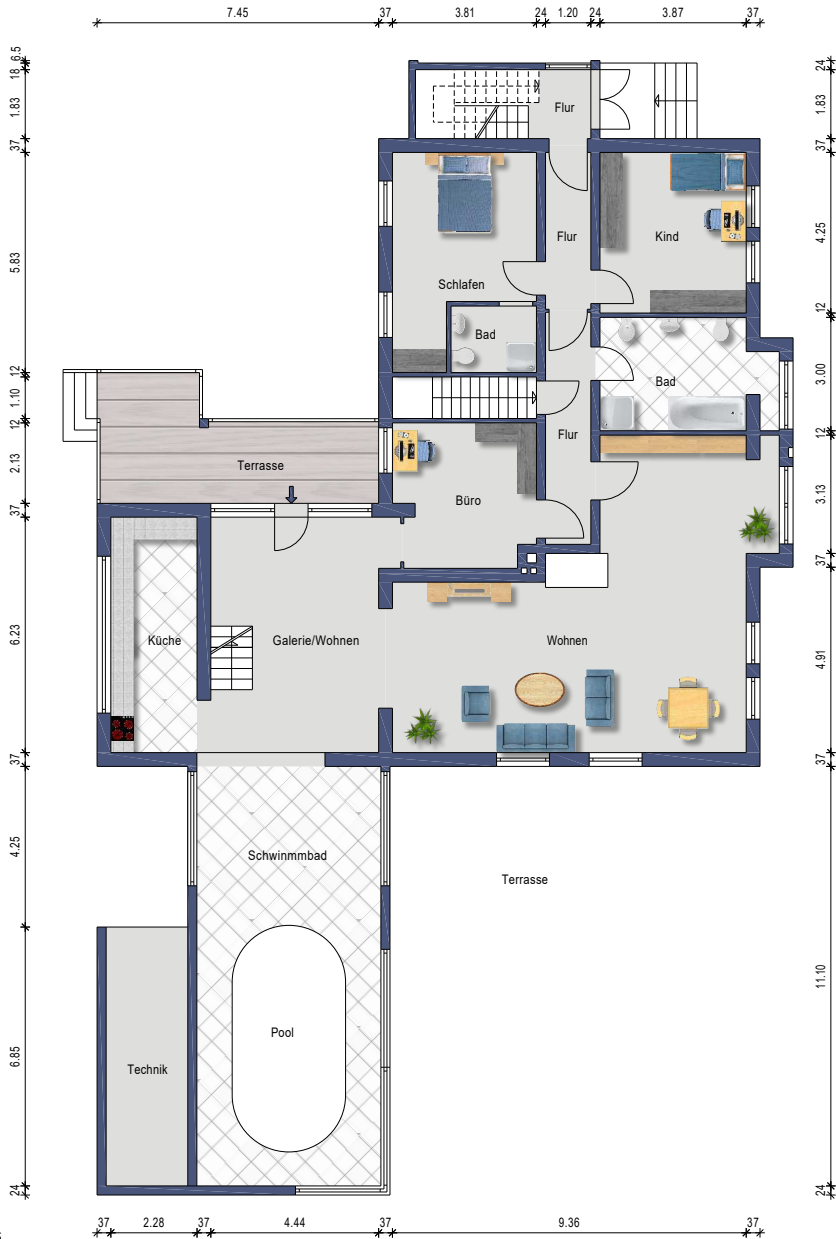 7.45 37 3.81 24 1.20 24 3.87 37
6.5
18
1.83
37
5.83
12
1.10
12
2.13
37
6.23
37
4.25
6.85
24
24
1.83
37
4.25
12
3.00
12
3.13
37
4.91
37
11.10
24
Flur
Flur
Kind
Schlafen
Bad
Bad
Flur
Terrasse
Büro
Küche
Galerie/Wohnen
Wohnen
Schwinmmbad
Terrasse
Pool
Technik
37 2.28 37 4.44 37 9.36 37